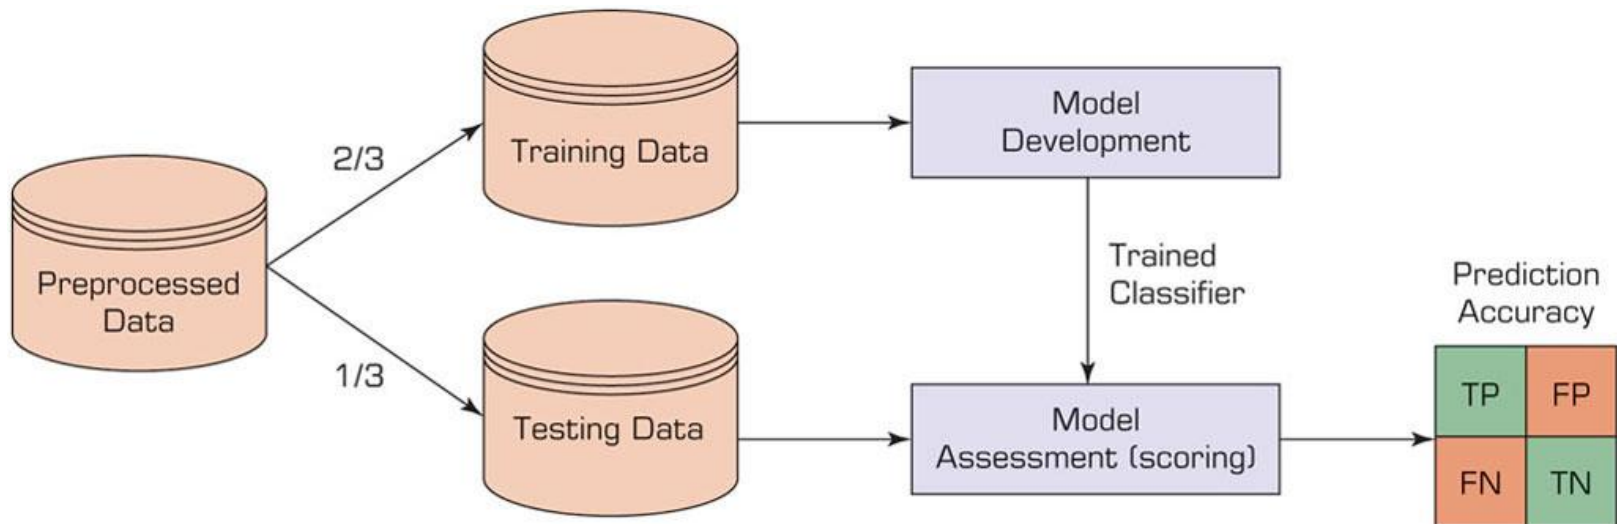 Preprocessed
Data
2/3
1/3
Training Data
Testing Data
Model
Development
Trained
Classifier
Model
Assessment (scoring)
Prediction
Accuracy
TP FP
FN TN